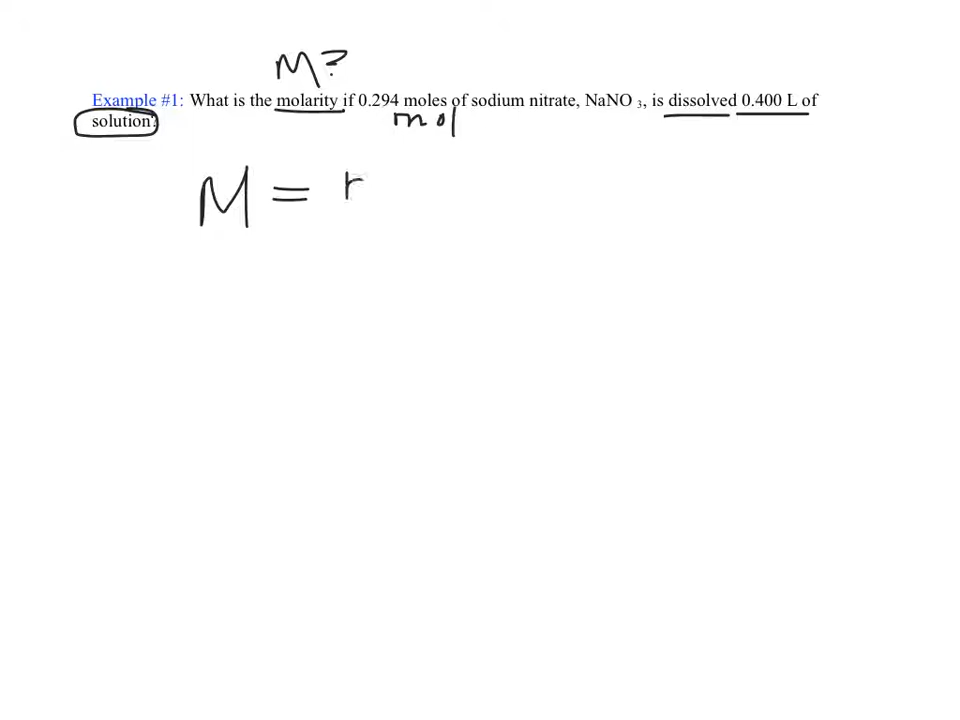 M?
Example #1: What is the molarity if 0.294 moles of sodium nitrate, NaNO 3, is dissolved 0.400 L of
solution?
mol
M =